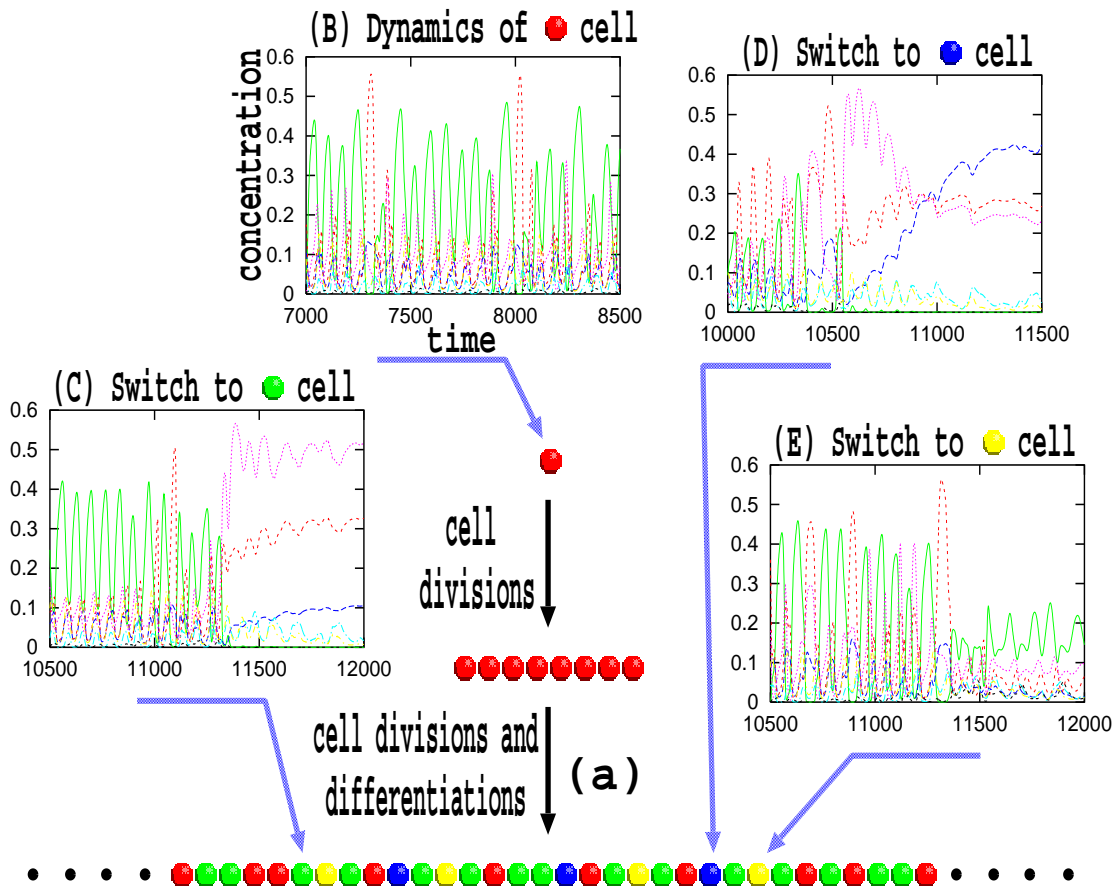 (B) Dynamics of cell
0.6
0.5
0.4
0.3
0.2
0.1
0
concentration
7000 7500 8000 8500
time
(D) Switch to cell
0.6
0.5
0.4
0.3
0.2
0.1
0
10000 10500 11000 11500
(C) Switch to cell
0.6
0.5
0.4
0.3
0.2
0.1
0
10500 11000 11500 12000
(E) Switch to cell
0.6
0.5
0.4
0.3
0.2
0.1
0
10500 11000 11500 12000
cell
divisions
cell divisions and
differentiations
(a)